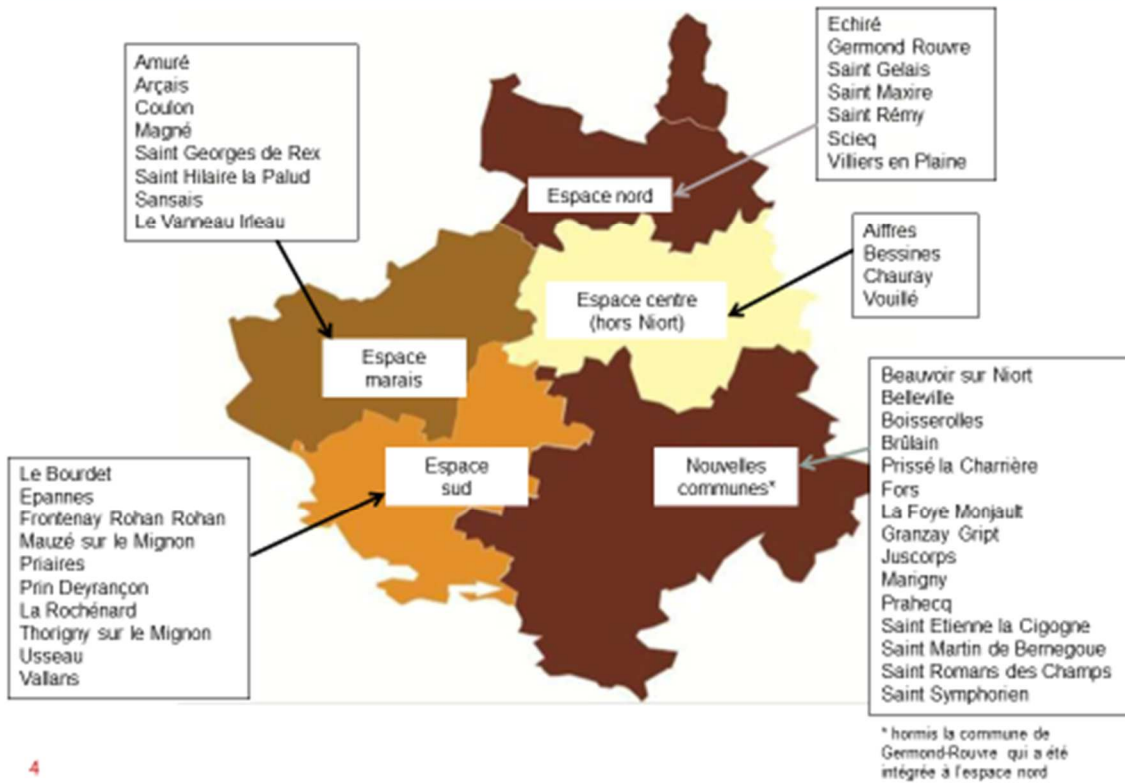 Amuré
Arçais
Coulon
Magné
Saint Georges de Rex
Saint Hilaire la Palud
Sansais
Le Vanneau Irleau
Echiré
Germond Rouvre
Saint Gelais
Saint Maxire
Saint Rémy
Scieq
Villiers en Plaine
Espace nord
Aiffres
Bessines
Chauray
Vouillé
Espace centre
(hors Niort)
Espace
marais
Beauvoir sur Niort
Belleville
Boisserolles
Brûlain
Prissé la Charrière
Fors
La Foye Monjault
Granzay Gript
Juscorps
Marigny
Prahecq
Saint Etienne la Cigogne
Saint Martin de Bernegoue
Saint Romans des Champs
Saint Symphorien
Le Bourdet
Epannes
Frontenay Rohan Rohan
Mauzé sur le Mignon
Priaires
Prin Deyrançon
La Rochénard
Thorigny sur le Mignon
Usseau
Vallans
Espace
sud
Nouvelles
communes*
* hormis la commune de
Germond-Rouvre qui a été
intégrée à l'espace nord
4